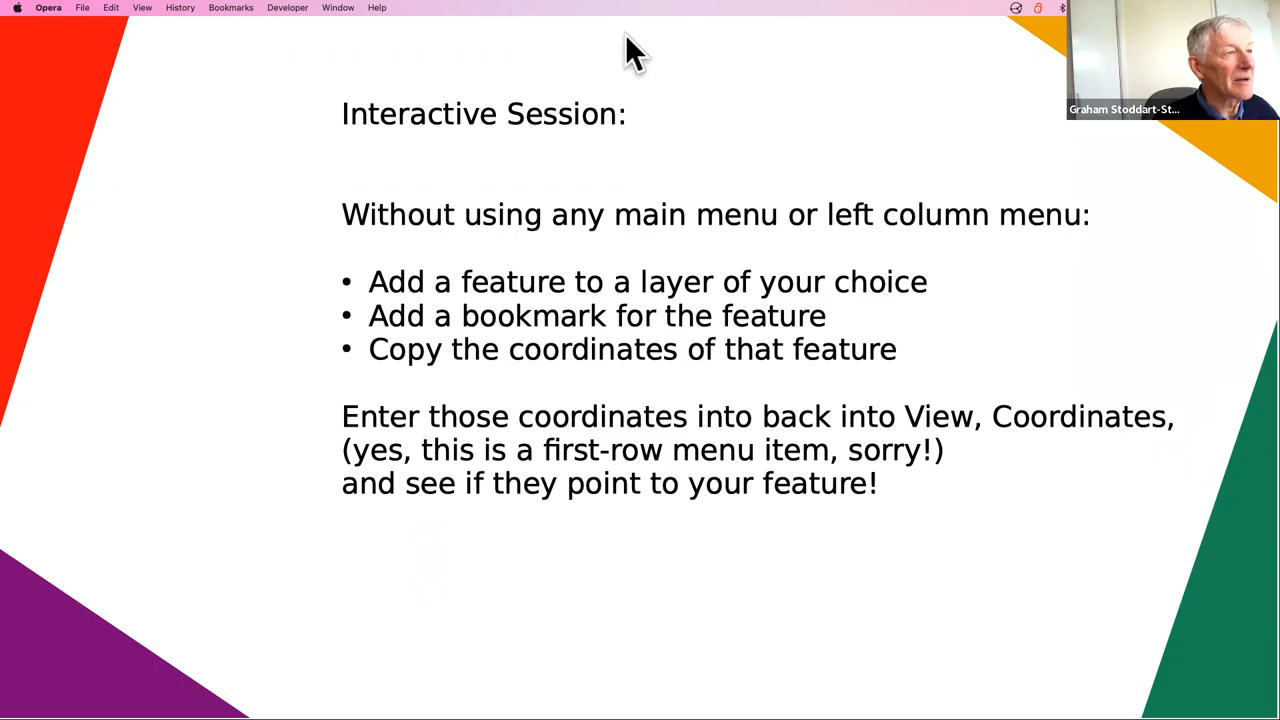 Opera File Edit View History Bookmarks Developer Window Help
Graham Stoddart-St...
Interactive Session:
Without using any main menu or left column menu:
• Add a feature to a layer of your choice
• Add a bookmark for the feature
• Copy the coordinates of that feature
Enter those coordinates into back into View, Coordinates,
(yes, this is a first-row menu item, sorry!)
and see if they point to your feature!